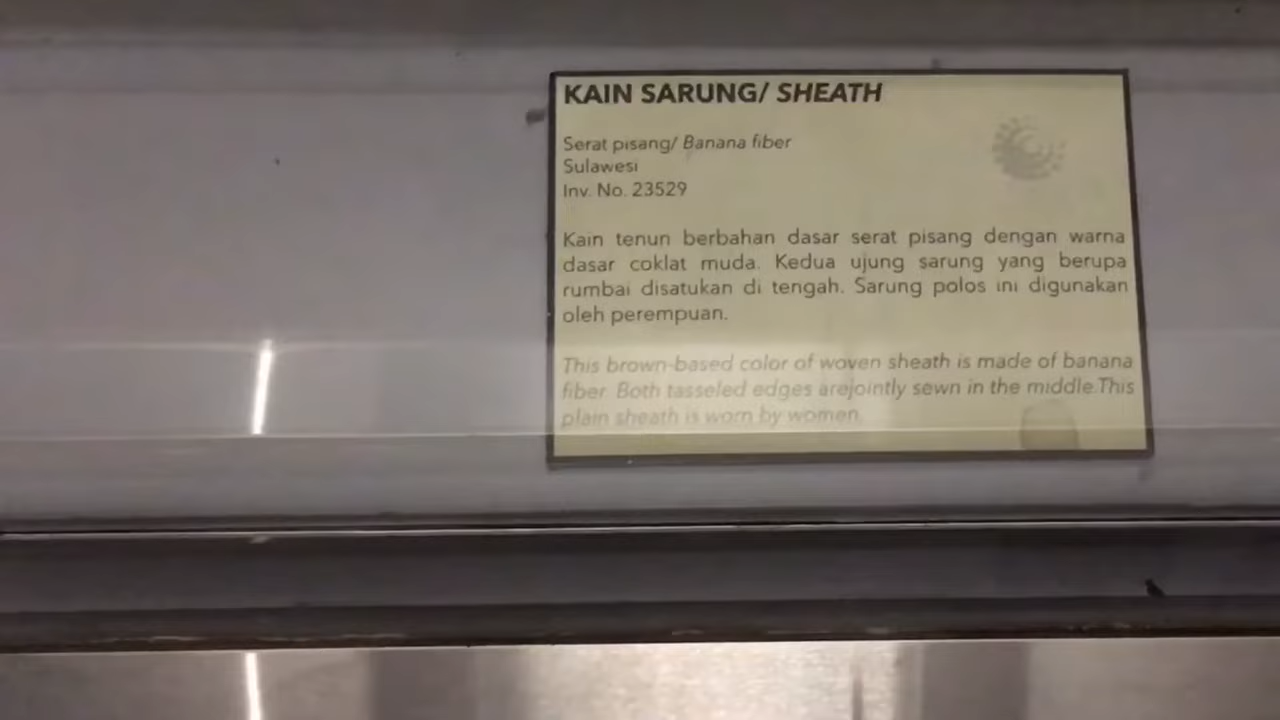 KAIN SARUNG/ SHEATH
Serat pisang/ Banana fiber
Sulawesi
Inv. No. 23529
Kain tenun berbahan dasar serat pisang dengan warna
dasar coklat muda. Kedua ujung sarung yang berupa
rumbai disatukan di tengah. Sarung polos ini digunakan
oleh perempuan.
This brown-based color of woven sheath is made of banana
fiber. Both tasseled edges arejointly sewn in the middle.This
plain sheath is worn by women.